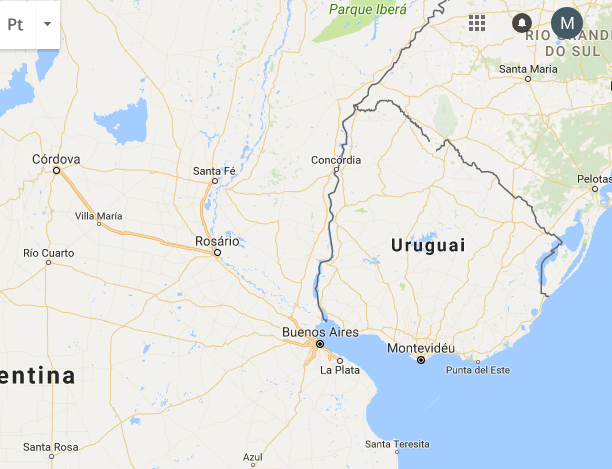 Parque Iberá
Pt
M
RIO GRANDE
DO SUL
Santa Maria
Córdova
Concórdia
Santa Fé
Pelotas
Villa María
Rosário
Uruguai
Río Cuarto
Buenos Aires
Montevidéu
La Plata
Punta del Este
entina
Santa Rosa
Santa Teresita
Azul